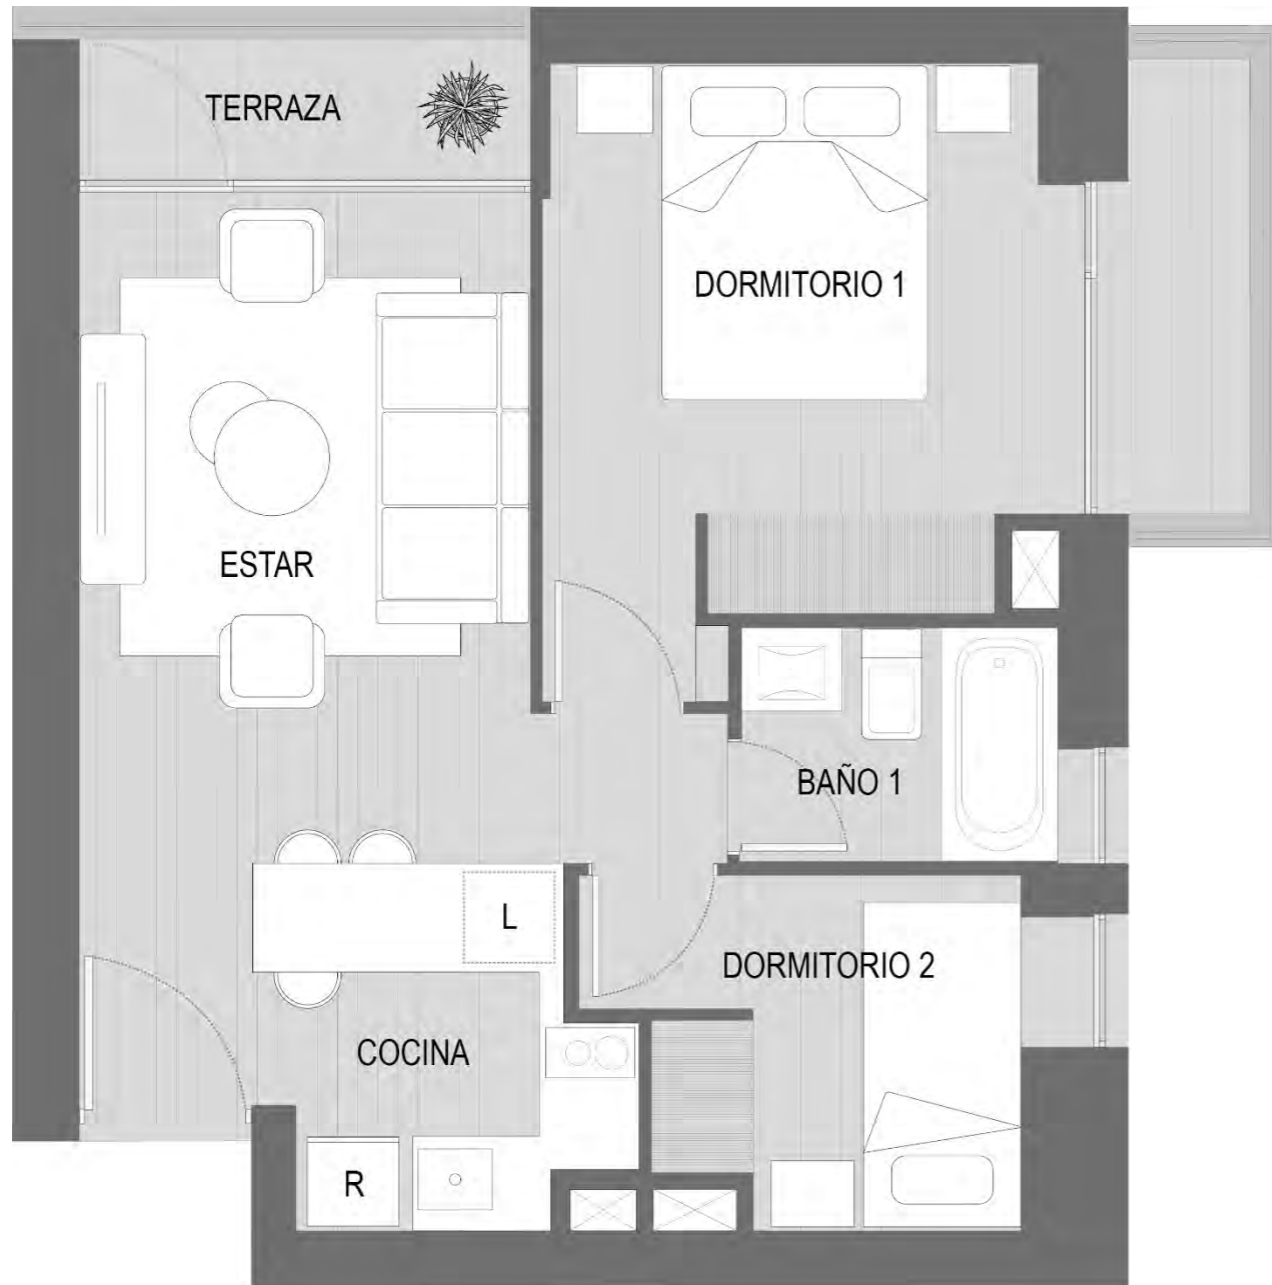 TERRAZA
DORMITORIO 1
ESTAR
BAÑO 1
L
DORMITORIO 2
COCINA
R